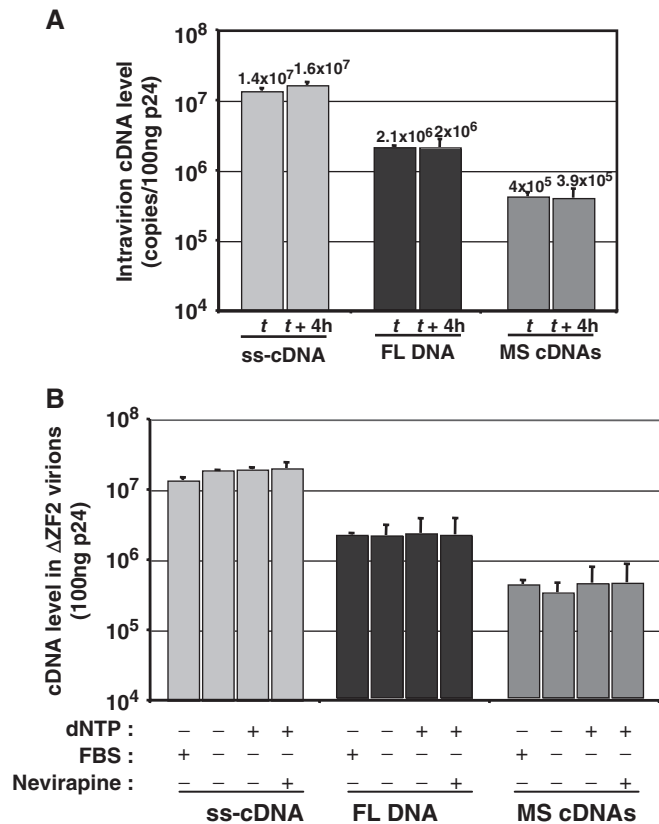 A
Intravirion cDNA level
(copies/100ng p24)
10⁸
10⁷
10⁶
10⁵
10⁴
1.4x10⁷ 1.6x10⁷
2.1x10⁶ 2x10⁶
4x10⁵ 3.9x10⁵
t t + 4h t t + 4h t t + 4h
ss-cDNA FL DNA MS cDNAs
B
cDNA level in ΔZF2 virions
(100ng p24)
10⁸
10⁷
10⁶
10⁵
10⁴
dNTP : – – + + – – + + – – + +
FBS : + – – – + – – – + – – –
Nevirapine : – – – + – – – + – – – +
ss-cDNA FL DNA MS cDNAs